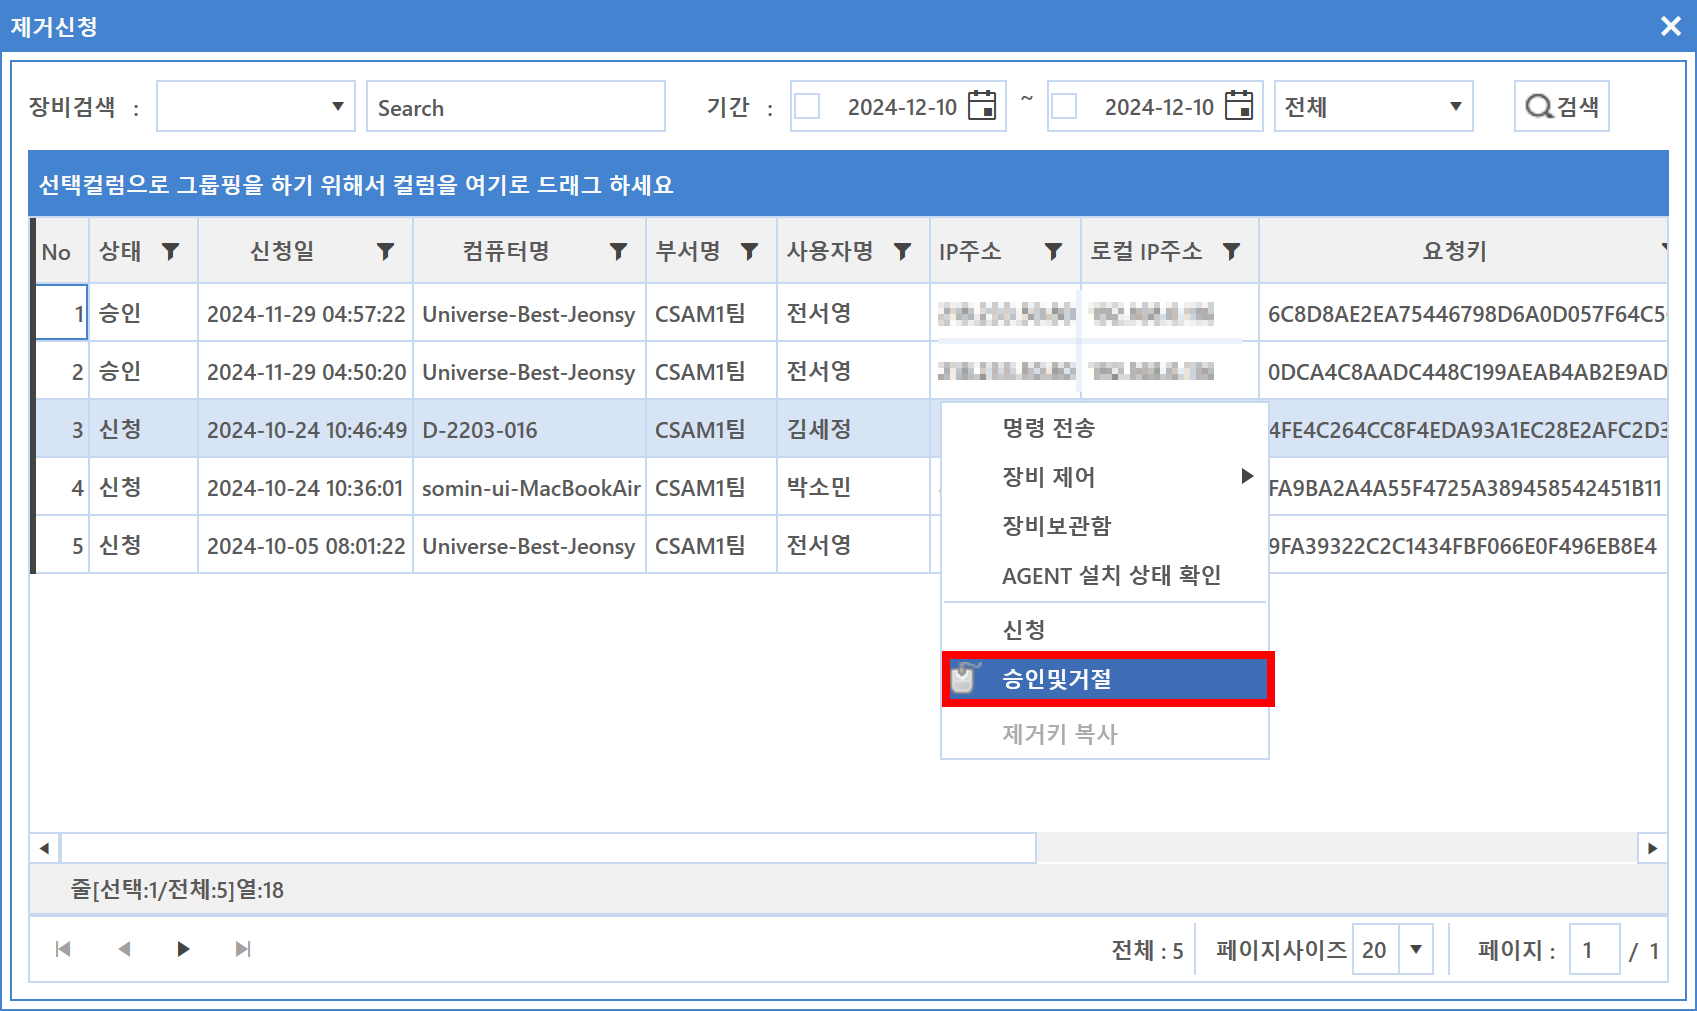 제거신청
장비검색 : Search 기간 : 2024-12-10 ~ 2024-12-10 전체 검색
선택컬럼으로 그룹핑을 하기 위해서 컬럼을 여기로 드래그 하세요
No 상태 신청일 컴퓨터명 부서명 사용자명 IP주소 로컬 IP주소 요청키
1 승인 2024-11-29 04:57:22 Universe-Best-Jeonsy CSAM1팀 전서영 6C8D8AE2EA75446798D6A0D057F64C5
2 승인 2024-11-29 04:50:20 Universe-Best-Jeonsy CSAM1팀 전서영 0DCA4C8AADC448C199AEAB4AB2E9AD
3 신청 2024-10-24 10:46:49 D-2203-016 CSAM1팀 김세정 4FE4C264CC8F4EDA93A1EC28E2AFC2D3
4 신청 2024-10-24 10:36:01 somin-ui-MacBookAir CSAM1팀 박소민 FA9BA2A4A55F4725A389458542451B11
5 신청 2024-10-05 08:01:22 Universe-Best-Jeonsy CSAM1팀 전서영 9FA39322C2C1434FBF066E0F496EB8E4
명령 전송
장비 제어
장비보관함
AGENT 설치 상태 확인
신청
승인및거절
제거키 복사
줄[선택:1/전체:5]열:18
전체 : 5 페이지사이즈 20 페이지 : 1 / 1